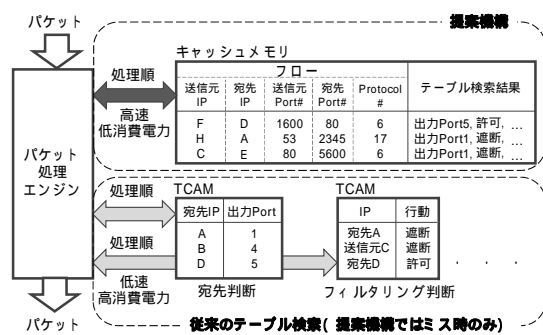 パケット
提案機構
キャッシュメモリ
処理順
高速
低消費電力
フロー
送信元IP 宛先IP 送信元Port# 宛先Port# Protocol# テーブル検索結果
F D 1600 80 6 出力Port5, 許可, ...
H A 53 2345 17 出力Port1, 遮断, ...
C E 80 5600 6 出力Port1, 遮断, ...
パケット
処理
エンジン
処理順
処理順
低速
高消費電力
TCAM
宛先IP 出力Port
A 1
B 4
D 5
宛先判断
TCAM
IP 行動
宛先A 遮断
送信元C 遮断
宛先D 許可
. . .
フィルタリング判断
パケット
従来のテーブル検索( 提案機構ではミス時のみ)